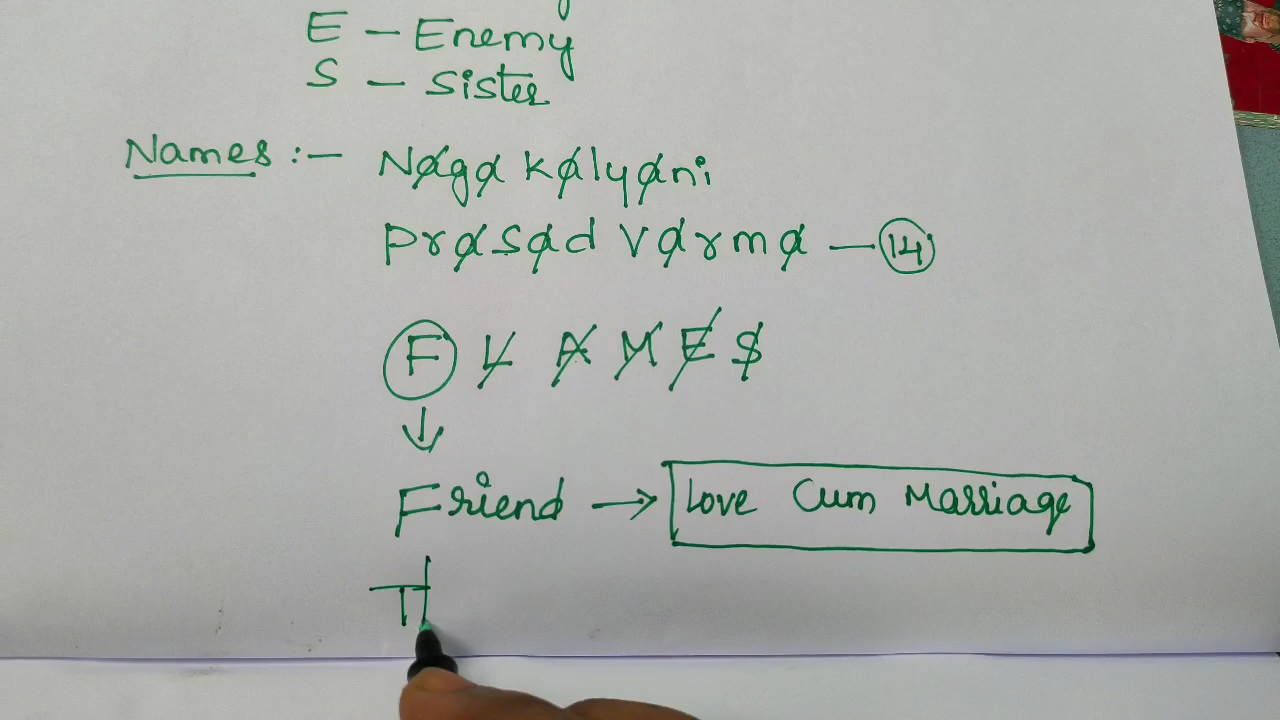 E - Enemy
S - Sister
Names :- Naga Kalyani
Prasad Varma - 14
F L A M E S
↓
Friend → Love Cum Marriage